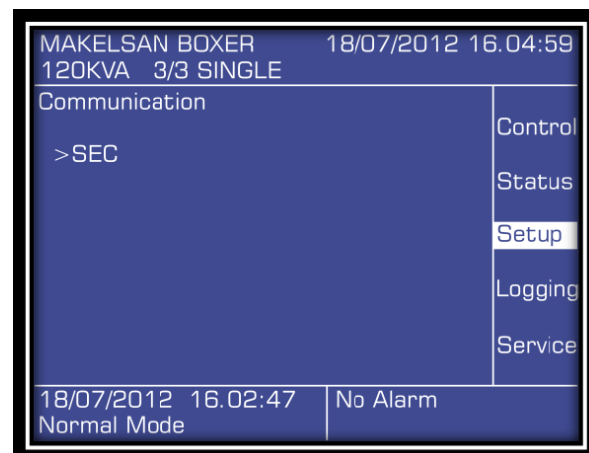 MAKELSAN BOXER 18/07/2012 16.04:59
120KVA 3/3 SINGLE
Communication
>SEC
Control
Status
Setup
Logging
Service
18/07/2012 16.02:47 No Alarm
Normal Mode